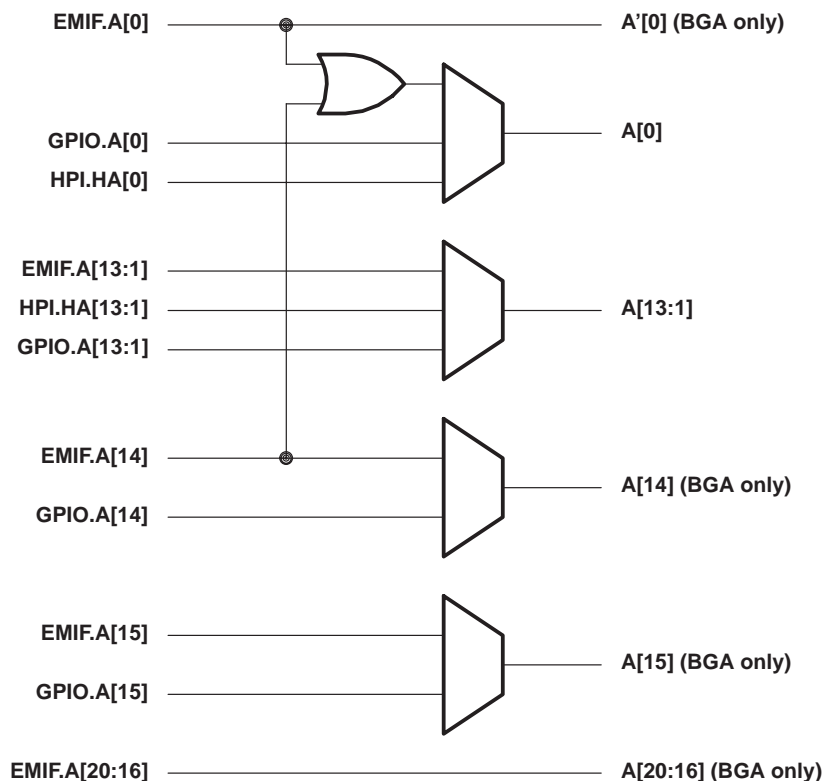 EMIF.A[0]
A’[0] (BGA only)
GPIO.A[0]
A[0]
HPI.HA[0]
EMIF.A[13:1]
HPI.HA[13:1]
A[13:1]
GPIO.A[13:1]
EMIF.A[14]
A[14] (BGA only)
GPIO.A[14]
EMIF.A[15]
A[15] (BGA only)
GPIO.A[15]
EMIF.A[20:16]
A[20:16] (BGA only)